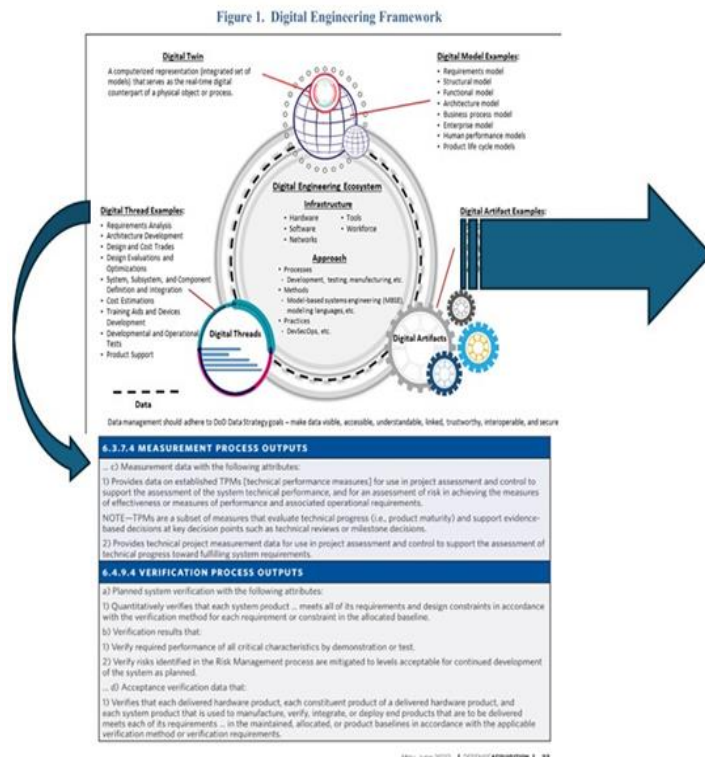 Figure 1. Digital Engineering Framework
Digital Twin
A computerized representation (integrated set of
models) that serves as the real-time digital
counterpart of a physical object or process.
Digital Model Examples:
• Requirements model
• Structural model
• Functional model
• Architecture model
• Business process model
• Enterprise model
• Human performance models
• Product life cycle models
Digital Engineering Ecosystem
Infrastructure
• Hardware
• Software
• Networks
• Tools
• Workforce
Approach
• Processes
- Development, testing, manufacturing, etc.
• Methods
- Model-based systems engineering (MBSE),
modeling languages, etc.
• Practices
- DevSecOps, etc.
Digital Thread Examples:
• Requirements Analysis
• Architecture Development
• Design and Cost Trades
• Design Evaluations and
Optimizations
• System, Subsystem, and Component
Definition and Integration
• Cost Estimations
• Training Aids and Devices
Development
• Developmental and Operational
Tests
• Product Support
Digital Artifact Examples:
Digital Threads
Digital Artifacts
Data
Data management should adhere to DoD Data Strategy goals – make data visible, accessible, understandable, linked, trustworthy, interoperable, and secure
6.3.7.4 MEASUREMENT PROCESS OUTPUTS
... c) Measurement data with the following attributes:
1) Provides data on established TPMs [technical performance measures] for use in project assessment and control to
support the assessment of the system technical performance, and for an assessment of risk in achieving the measures
of effectiveness or measures of performance and associated operational requirements.
NOTE—TPMs are a subset of measures that evaluate technical progress (i.e., product maturity) and support evidence-
based decisions at key decision points such as technical reviews or milestone decisions.
2) Provides technical project measurement data for use in project assessment and control to support the assessment of
technical progress toward fulfilling system requirements.
6.4.9.4 VERIFICATION PROCESS OUTPUTS
a) Planned system verification with the following attributes:
1) Quantitatively verifies that each system product ... meets all of its requirements and design constraints in accordance
with the verification method for each requirement or constraint in the allocated baseline.
b) Verification results that:
1) Verify required performance of all critical characteristics by demonstration or test.
2) Verify risks identified in the Risk Management process are mitigated to levels acceptable for continued development
of the system as planned.
... d) Acceptance verification data that:
1) Verifies that each delivered hardware product, each constituent product of a delivered hardware product, and
each system product that is used to manufacture, verify, integrate, or deploy end products that are to be delivered
meets each of its requirements ... in the maintained, allocated, or product baselines in accordance with the applicable
verification method or verification requirements.